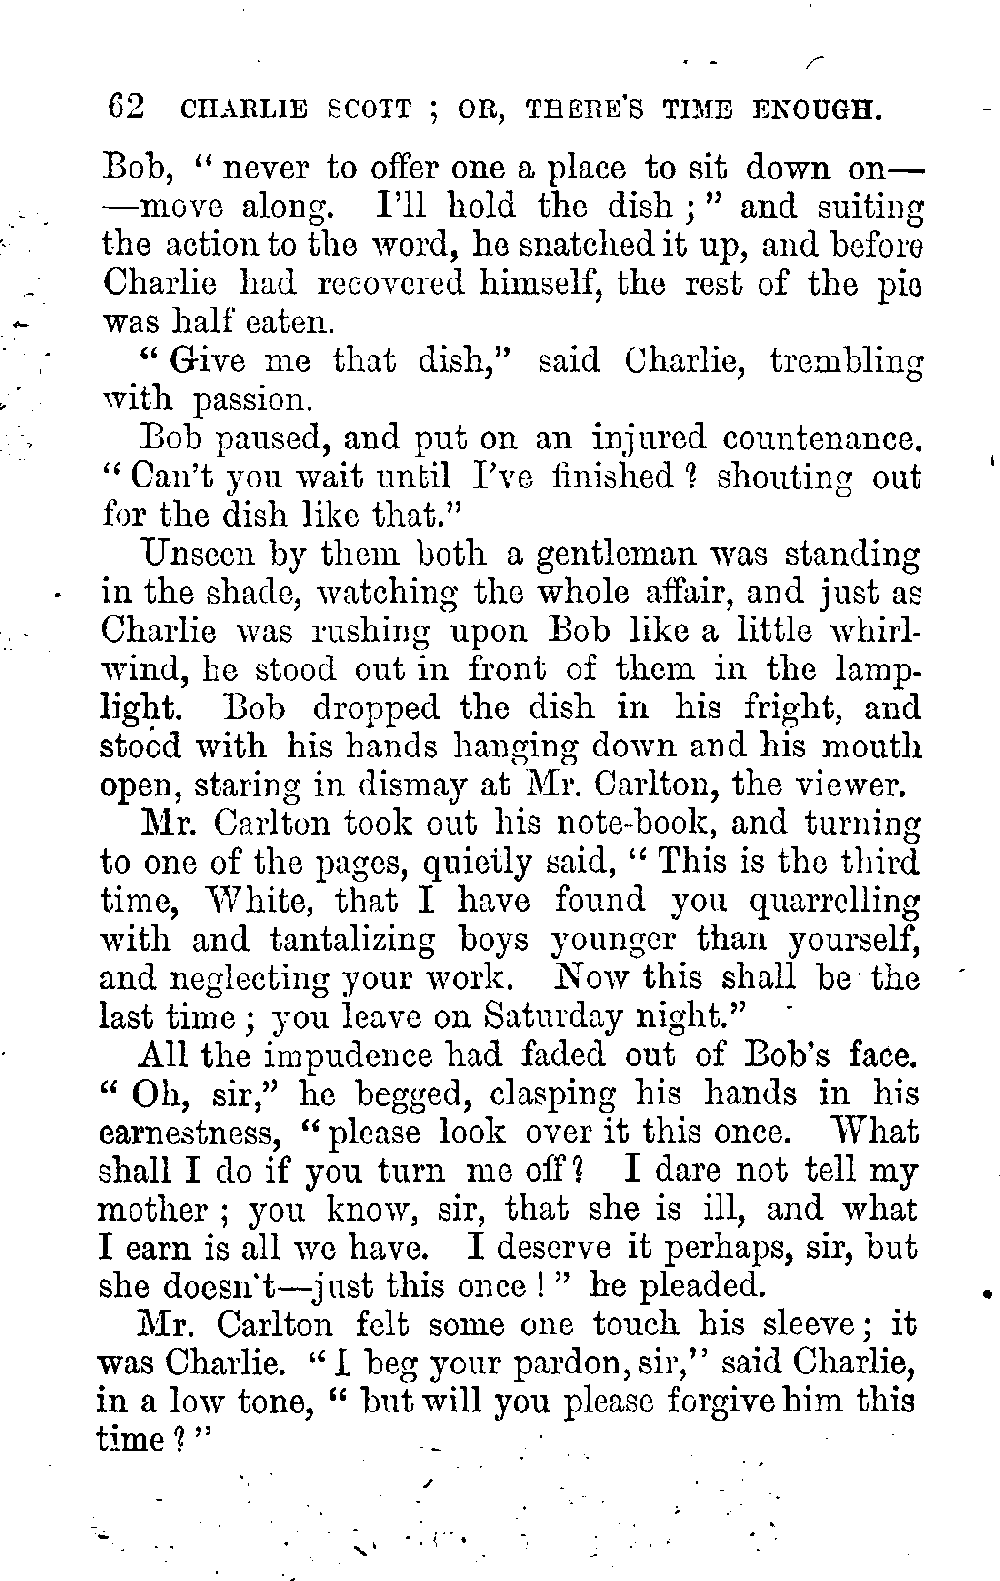 62 CHARLIE SCOTT ; OR, THERE'S TIME ENOUGH.
Bob, " never to offer one a place to sit down on—
—move along. I'll hold the dish ; " and suiting
the action to the word, he snatched it up, and before
Charlie had recovered himself, the rest of the pie
was half eaten.
" Give me that dish," said Charlie, trembling
with passion.
Bob paused, and put on an injured countenance.
" Can't you wait until I've finished ? shouting out
for the dish like that."
Unseen by them both a gentleman was standing
in the shade, watching the whole affair, and just as
Charlie was rushing upon Bob like a little whirl-
wind, he stood out in front of them in the lamp-
light. Bob dropped the dish in his fright, and
stood with his hands hanging down and his mouth
open, staring in dismay at Mr. Carlton, the viewer.
Mr. Carlton took out his note-book, and turning
to one of the pages, quietly said, " This is the third
time, White, that I have found you quarrelling
with and tantalizing boys younger than yourself,
and neglecting your work. Now this shall be the
last time ; you leave on Saturday night."
All the impudence had faded out of Bob's face.
" Oh, sir," he begged, clasping his hands in his
earnestness, " please look over it this once. What
shall I do if you turn me off ? I dare not tell my
mother ; you know, sir, that she is ill, and what
I earn is all we have. I deserve it perhaps, sir, but
she doesn't—just this once ! " he pleaded.
Mr. Carlton felt some one touch his sleeve ; it
was Charlie. " I beg your pardon, sir," said Charlie,
in a low tone, " but will you please forgive him this
time ? "